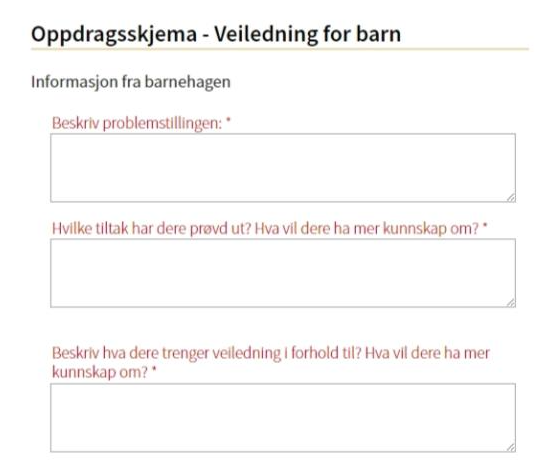 Oppdragsskjema - Veiledning for barn
Informasjon fra barnehagen
Beskriv problemstillingen: *
Hvilke tiltak har dere prøvd ut? Hva vil dere ha mer kunnskap om? *
Beskriv hva dere trenger veiledning i forhold til? Hva vil dere ha mer
kunnskap om? *